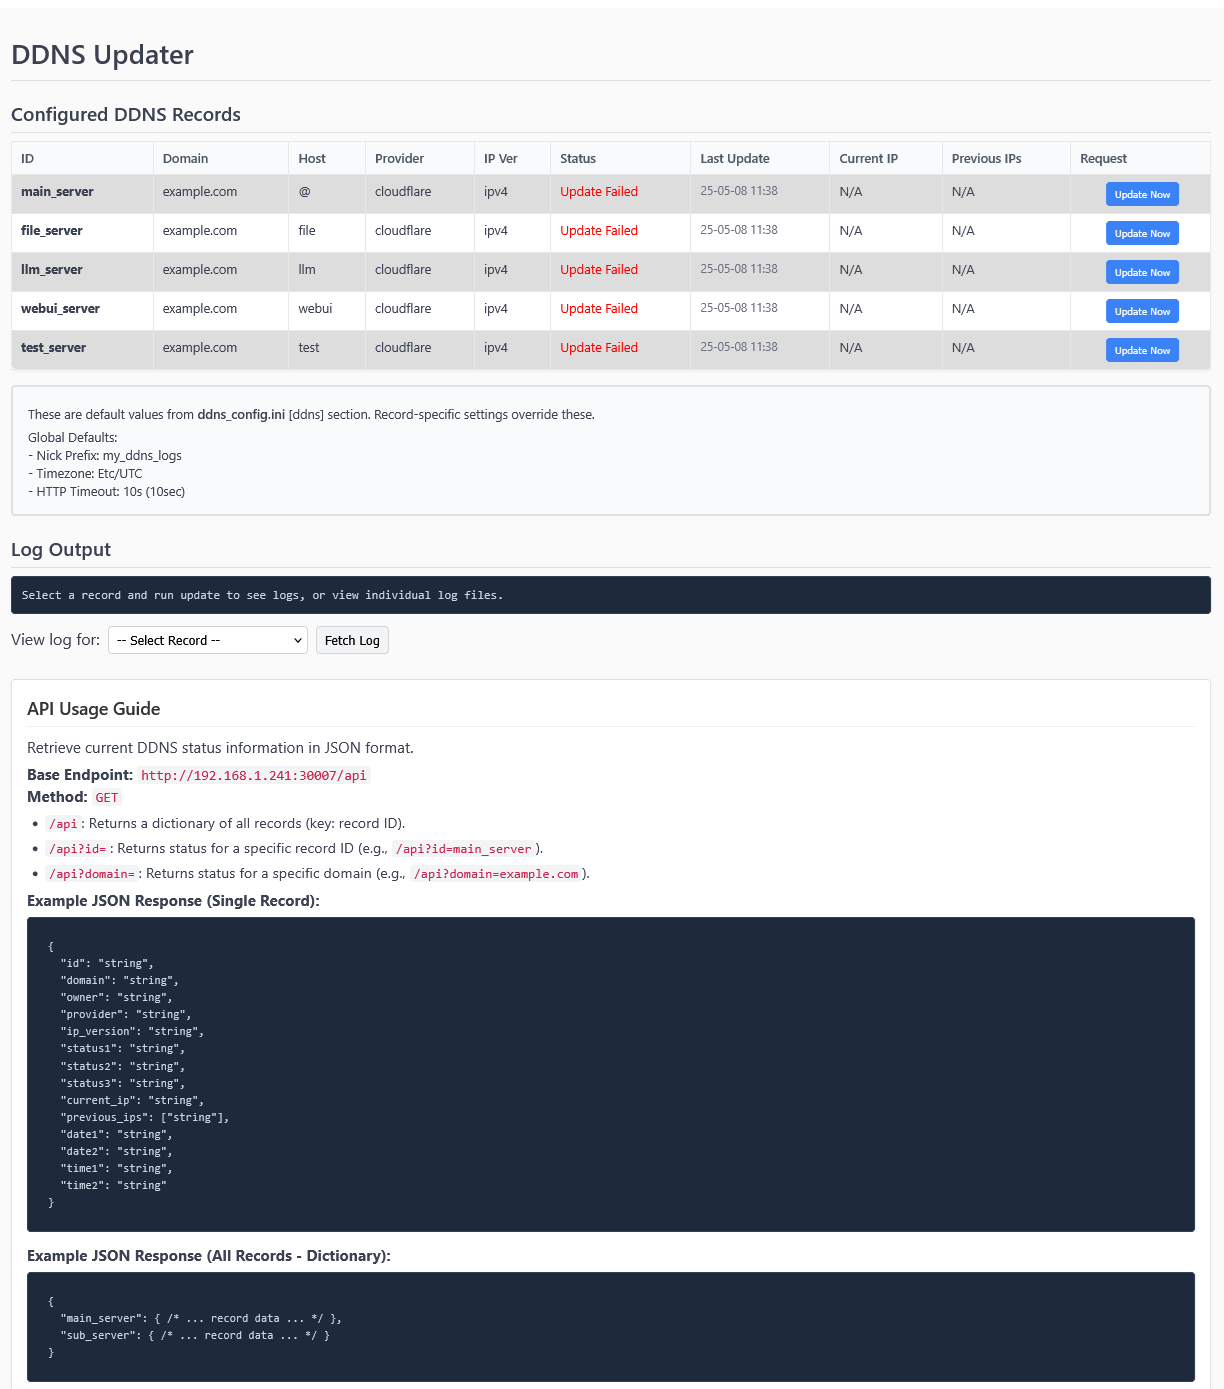 DDNS Updater
Configured DDNS Records
ID Domain Host Provider IP Ver Status Last Update Current IP Previous IPs Request
main_server example.com @ cloudflare ipv4 Update Failed 25-05-08 11:38 N/A N/A Update Now
file_server example.com file cloudflare ipv4 Update Failed 25-05-08 11:38 N/A N/A Update Now
llm_server example.com llm cloudflare ipv4 Update Failed 25-05-08 11:38 N/A N/A Update Now
webui_server example.com webui cloudflare ipv4 Update Failed 25-05-08 11:38 N/A N/A Update Now
test_server example.com test cloudflare ipv4 Update Failed 25-05-08 11:38 N/A N/A Update Now
These are default values from ddns_config.ini [ddns] section. Record-specific settings override these.
Global Defaults:
- Nick Prefix: my_ddns_logs
- Timezone: Etc/UTC
- HTTP Timeout: 10s (10sec)
Log Output
Select a record and run update to see logs, or view individual log files.
View log for: -- Select Record -- Fetch Log
API Usage Guide
Retrieve current DDNS status information in JSON format.
Base Endpoint: http://192.168.1.241:30007/api
Method: GET
• /api : Returns a dictionary of all records (key: record ID).
• /api?id= : Returns status for a specific record ID (e.g., /api?id=main_server ).
• /api?domain= : Returns status for a specific domain (e.g., /api?domain=example.com ).
Example JSON Response (Single Record):
{
"id": "string",
"domain": "string",
"owner": "string",
"provider": "string",
"ip_version": "string",
"status1": "string",
"status2": "string",
"status3": "string",
"current_ip": "string",
"previous_ips": ["string"],
"date1": "string",
"date2": "string",
"time1": "string",
"time2": "string"
}
Example JSON Response (All Records - Dictionary):
{
"main_server": { /* ... record data ... */ },
"sub_server": { /* ... record data ... */ }
}